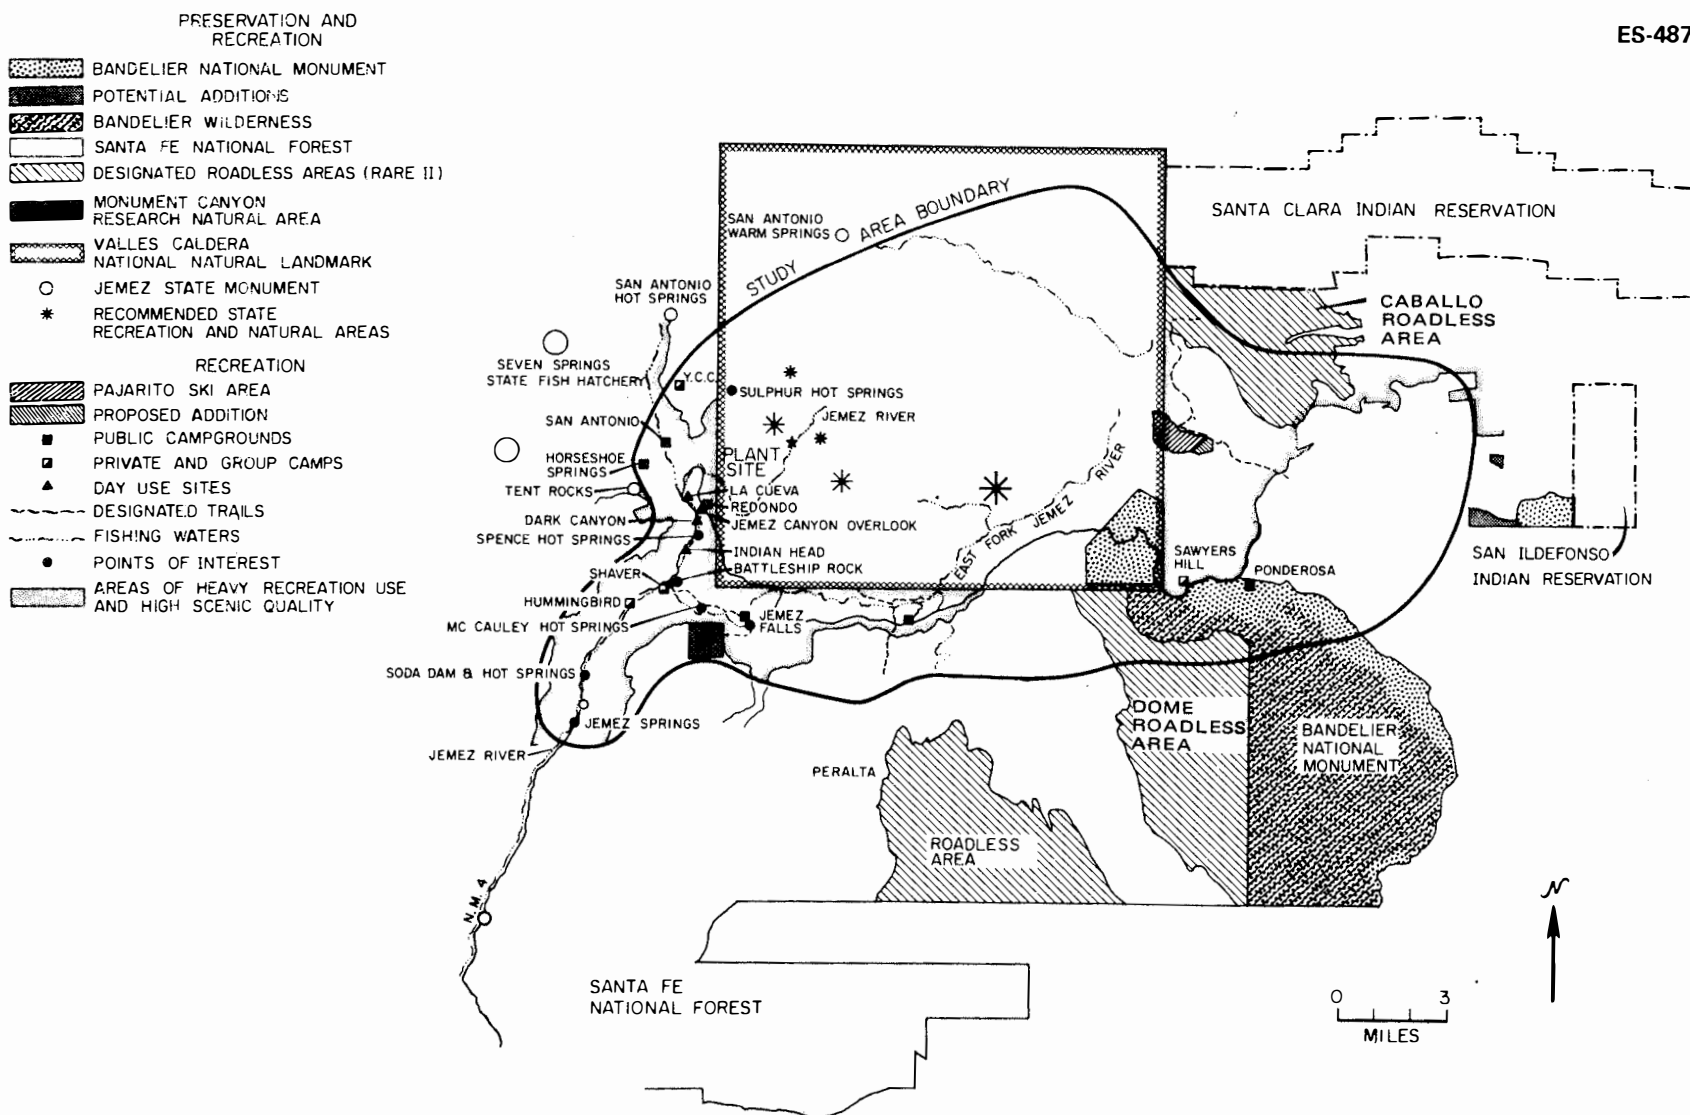 PRESERVATION AND
RECREATION
BANDELIER NATIONAL MONUMENT
POTENTIAL ADDITIONS
BANDELIER WILDERNESS
SANTA FE NATIONAL FOREST
DESIGNATED ROADLESS AREAS (RARE II)
MONUMENT CANYON
RESEARCH NATURAL AREA
VALLES CALDERA
NATIONAL NATURAL LANDMARK
JEMEZ STATE MONUMENT
RECOMMENDED STATE
RECREATION AND NATURAL AREAS
RECREATION
PAJARITO SKI AREA
PROPOSED ADDITION
PUBLIC CAMPGROUNDS
PRIVATE AND GROUP CAMPS
DAY USE SITES
DESIGNATED TRAILS
FISHING WATERS
POINTS OF INTEREST
AREAS OF HEAVY RECREATION USE
AND HIGH SCENIC QUALITY
ES-487
SANTA CLARA INDIAN RESERVATION
STUDY AREA BOUNDARY
SAN ANTONIO
WARM SPRINGS
SAN ANTONIO
HOT SPRINGS
CABALLO
ROADLESS
AREA
SEVEN SPRINGS
STATE FISH HATCHERY
Y.C.C.
SULPHUR HOT SPRINGS
JEMEZ RIVER
SAN ANTONIO
PLANT
SITE
HORSESHOE
SPRINGS
TENT ROCKS
LA CUEVA
REDONDO
DARK CANYON
JEMEZ CANYON OVERLOOK
SPENCE HOT SPRINGS
INDIAN HEAD
BATTLESHIP ROCK
SHAVER
HUMMINGBIRD
MC CAULEY HOT SPRINGS
JEMEZ
FALLS
EAST FORK JEMEZ RIVER
SAWYERS
HILL
PONDEROSA
SAN ILDEFONSO
INDIAN RESERVATION
SODA DAM & HOT SPRINGS
JEMEZ SPRINGS
JEMEZ RIVER
DOME
ROADLESS
AREA
BANDELIER
NATIONAL
MONUMENT
PERALTA
ROADLESS
AREA
N.M. 4
SANTA FE
NATIONAL FOREST
N
0 3
MILES